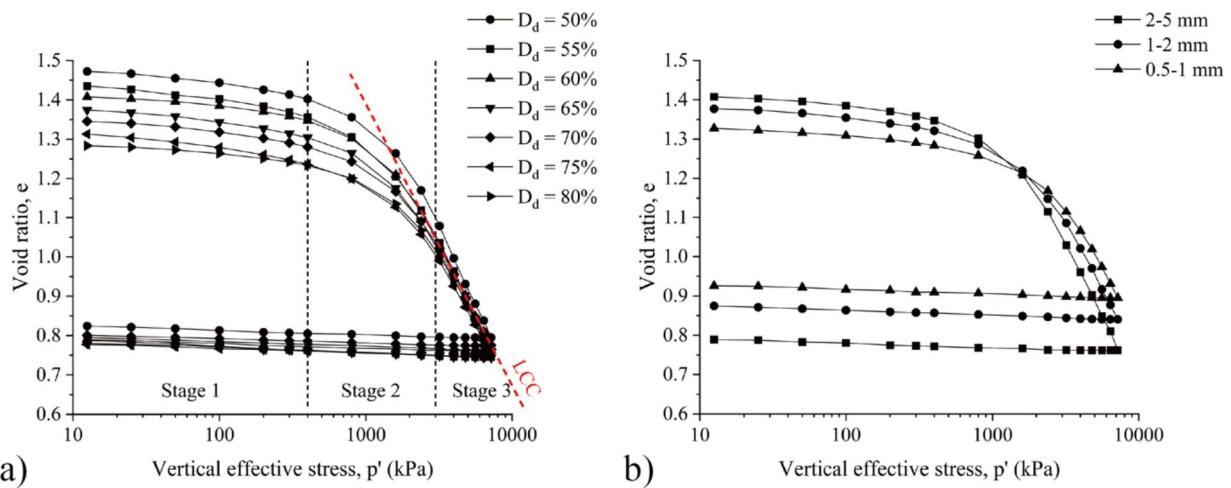 D_d = 50%
D_d = 55%
D_d = 60%
D_d = 65%
D_d = 70%
D_d = 75%
D_d = 80%
1.5
1.4
1.3
1.2
1.1
1.0
0.9
0.8
0.7
0.6
Void ratio, e
Stage 1
Stage 2
Stage 3
LCC
10
100
1000
10000
Vertical effective stress, p' (kPa)
a)
2-5 mm
1-2 mm
0.5-1 mm
1.5
1.4
1.3
1.2
1.1
1.0
0.9
0.8
0.7
0.6
Void ratio, e
10
100
1000
10000
Vertical effective stress, p' (kPa)
b)